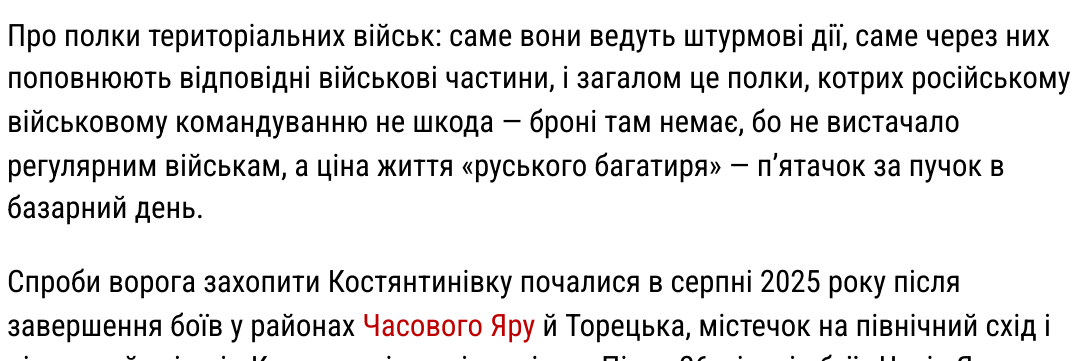 Про полки територіальних військ: саме вони ведуть штурмові дії, саме через них
поповнюють відповідні військові частини, і загалом це полки, котрих російському
військовому командуванню не шкода — броні там немає, бо не вистачало
регулярним військам, а ціна життя «руського багатиря» — п’ятачок за пучок в
базарний день.
Спроби ворога захопити Костянтинівку почалися в серпні 2025 року після
завершення боїв у районах Часового Яру й Торецька, містечок на північний схід і